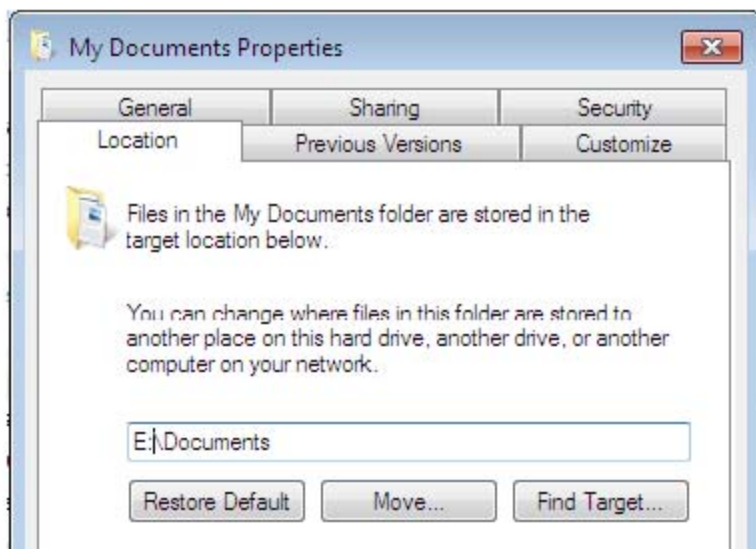 My Documents Properties
General Sharing Security
Location Previous Versions Customize
Files in the My Documents folder are stored in the
target location below.
You can change where files in this folder are stored to
another place on this hard drive, another drive, or another
computer on your network.
E:\Documents
Restore Default Move... Find Target...